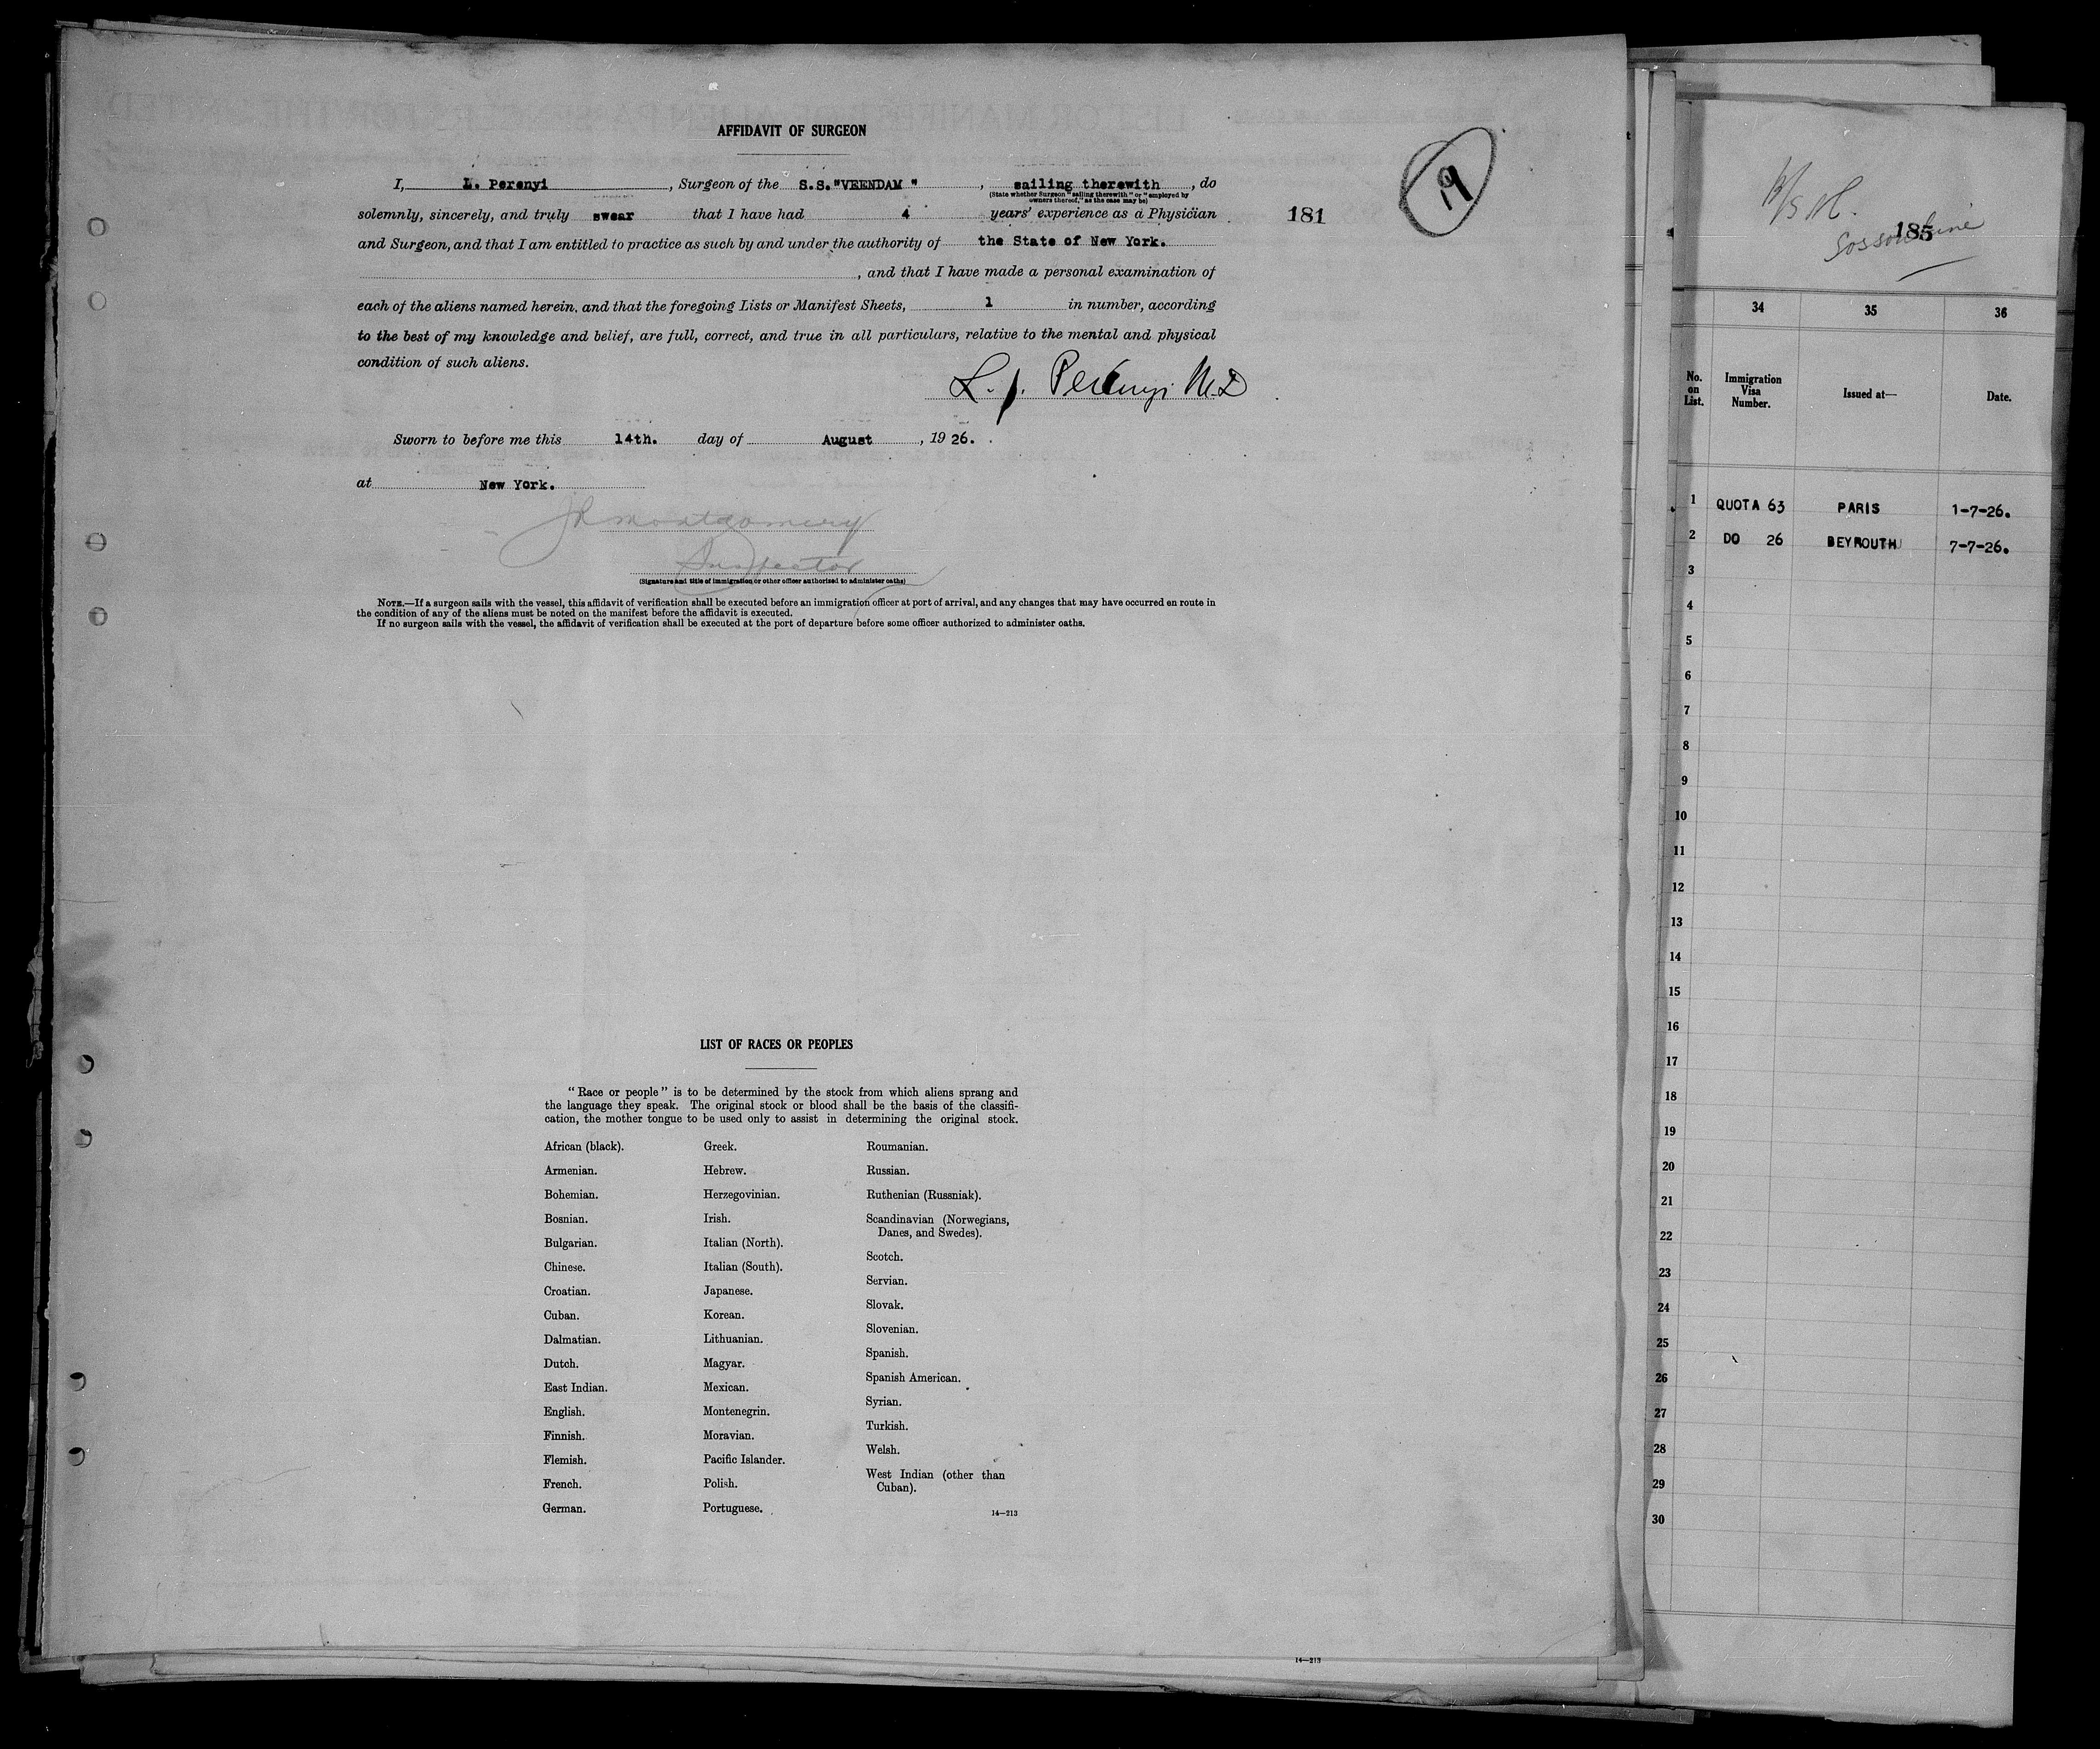 AFFIDAVIT OF SURGEON
19
I, L. Perenyi, Surgeon of the S.S. "VEENDAM", sailing therewith, do
(State whether Surgeon "sailing therewith" or "employed by
owners thereof," as the case may be)
solemnly, sincerely, and truly swear that I have had 4 years' experience as a Physician
181
and Surgeon, and that I am entitled to practice as such by and under the authority of the State of New York.
, and that I have made a personal examination of
each of the aliens named herein, and that the foregoing Lists or Manifest Sheets, 1 in number, according
to the best of my knowledge and belief, are full, correct, and true in all particulars, relative to the mental and physical
condition of such aliens.
L. J. Perenyi M.D
Sworn to before me this 14th. day of August, 1926.
at New York.
JR Montgomery
Inspector
(Signature and title of immigration or other officer authorized to administer oaths)
NOTE.—If a surgeon sails with the vessel, this affidavit of verification shall be executed before an immigration officer at port of arrival, and any changes that may have occurred en route in
the condition of any of the aliens must be noted on the manifest before the affidavit is executed.
If no surgeon sails with the vessel, the affidavit of verification shall be executed at the port of departure before some officer authorized to administer oaths.
LIST OF RACES OR PEOPLES
"Race or people" is to be determined by the stock from which aliens sprang and
the language they speak. The original stock or blood shall be the basis of the classifi-
cation, the mother tongue to be used only to assist in determining the original stock.
African (black).
Armenian.
Bohemian.
Bosnian.
Bulgarian.
Chinese.
Croatian.
Cuban.
Dalmatian.
Dutch.
East Indian.
English.
Finnish.
Flemish.
French.
German.
Greek.
Hebrew.
Herzegovinian.
Irish.
Italian (North).
Italian (South).
Japanese.
Korean.
Lithuanian.
Magyar.
Mexican.
Montenegrin.
Moravian.
Pacific Islander.
Polish.
Portuguese.
Roumanian.
Russian.
Ruthenian (Russniak).
Scandinavian (Norwegians,
Danes, and Swedes).
Scotch.
Servian.
Slovak.
Slovenian.
Spanish.
Spanish American.
Syrian.
Turkish.
Welsh.
West Indian (other than
Cuban).
14—213
14—213
185
34 35 36
No.
on
List.
Immigration
Visa
Number.
Issued at—
Date.
1 QUOTA 63 PARIS 1-7-26.
2 DO 26 BEYROUTH 7-7-26.
3
4
5
6
7
8
9
10
11
12
13
14
15
16
17
18
19
20
21
22
23
24
25
26
27
28
29
30